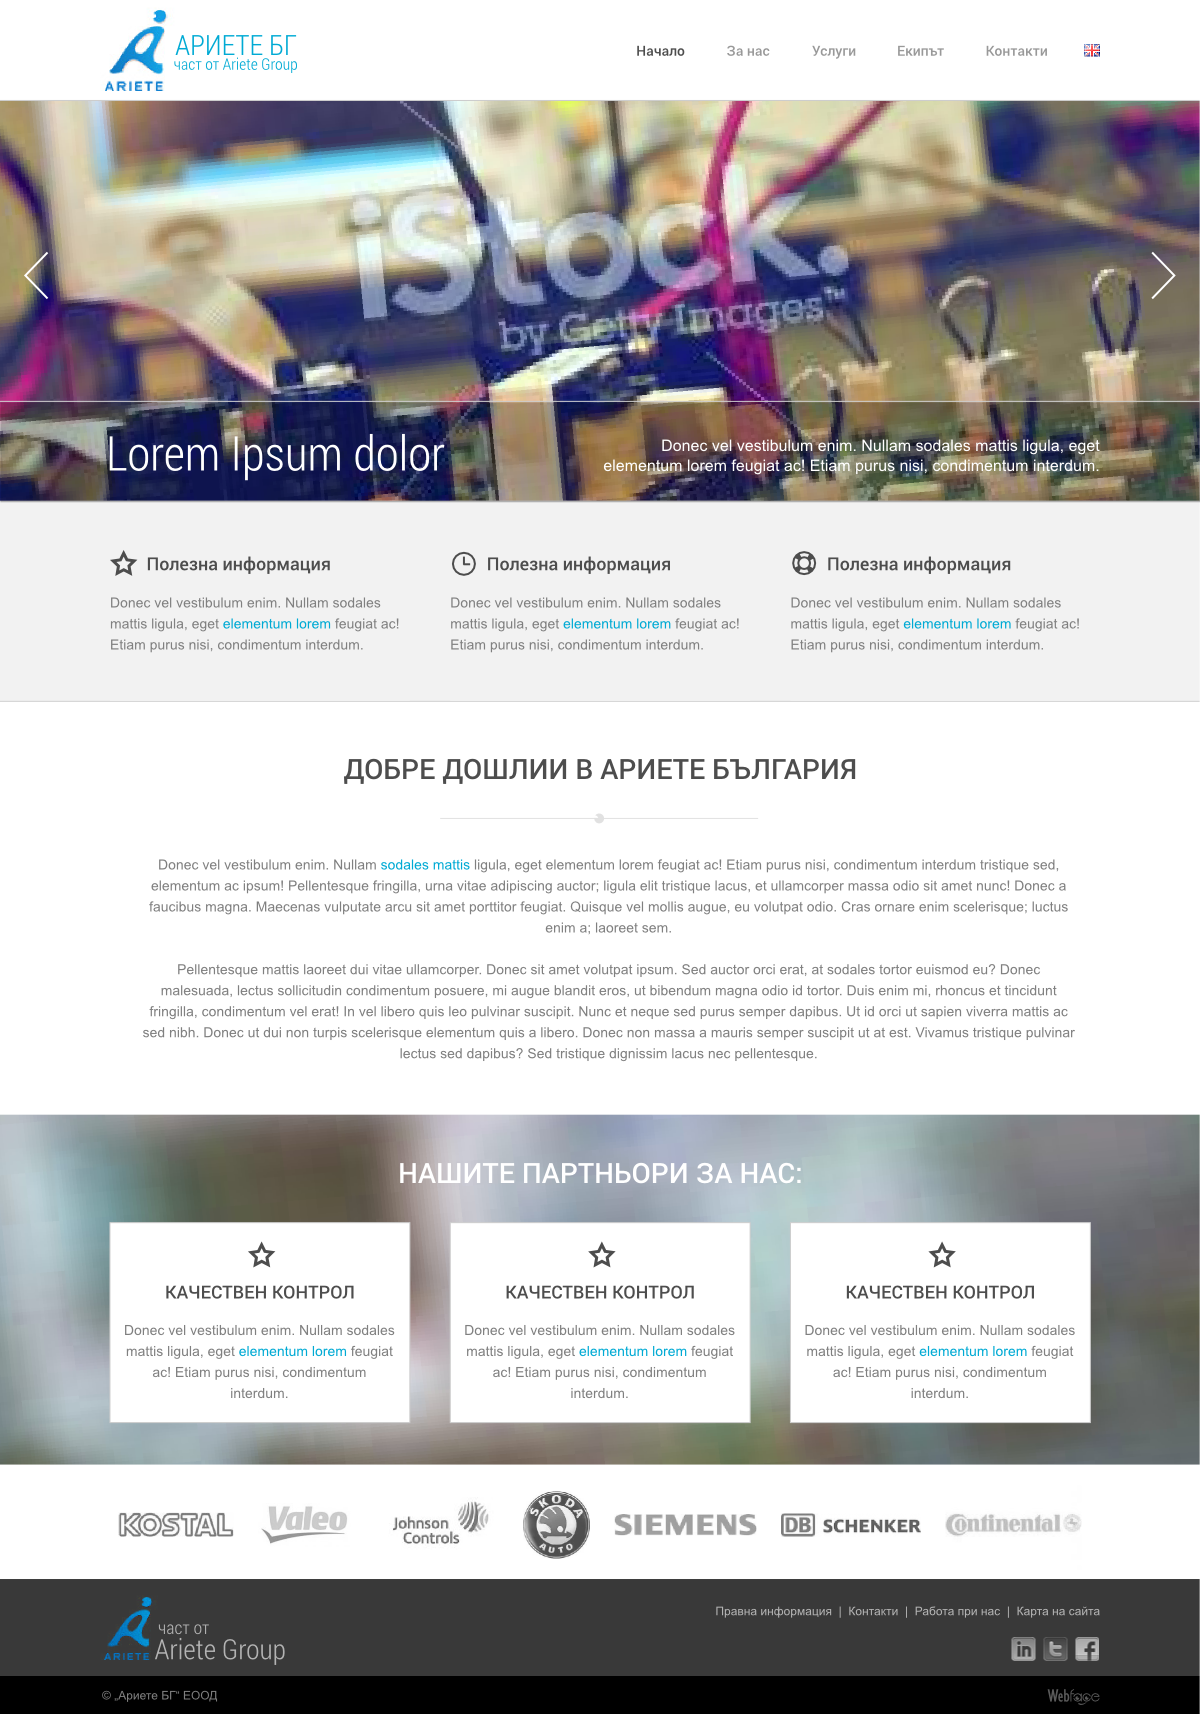 АРИЕТЕ БГ
част от Ariete Group
ARIETE
Начало За нас Услуги Екипът Контакти
iStock.
by Getty Images™
Lorem Ipsum dolor
Donec vel vestibulum enim. Nullam sodales mattis ligula, eget
elementum lorem feugiat ac! Etiam purus nisi, condimentum interdum.
Полезна информация
Donec vel vestibulum enim. Nullam sodales
mattis ligula, eget elementum lorem feugiat ac!
Etiam purus nisi, condimentum interdum.
Полезна информация
Donec vel vestibulum enim. Nullam sodales
mattis ligula, eget elementum lorem feugiat ac!
Etiam purus nisi, condimentum interdum.
Полезна информация
Donec vel vestibulum enim. Nullam sodales
mattis ligula, eget elementum lorem feugiat ac!
Etiam purus nisi, condimentum interdum.
ДОБРЕ ДОШЛИИ В АРИЕТЕ БЪЛГАРИЯ
Donec vel vestibulum enim. Nullam sodales mattis ligula, eget elementum lorem feugiat ac! Etiam purus nisi, condimentum interdum tristique sed,
elementum ac ipsum! Pellentesque fringilla, urna vitae adipiscing auctor; ligula elit tristique lacus, et ullamcorper massa odio sit amet nunc! Donec a
faucibus magna. Maecenas vulputate arcu sit amet porttitor feugiat. Quisque vel mollis augue, eu volutpat odio. Cras ornare enim scelerisque; luctus
enim a; laoreet sem.
Pellentesque mattis laoreet dui vitae ullamcorper. Donec sit amet volutpat ipsum. Sed auctor orci erat, at sodales tortor euismod eu? Donec
malesuada, lectus sollicitudin condimentum posuere, mi augue blandit eros, ut bibendum magna odio id tortor. Duis enim mi, rhoncus et tincidunt
fringilla, condimentum vel erat! In vel libero quis leo pulvinar suscipit. Nunc et neque sed purus semper dapibus. Ut id orci ut sapien viverra mattis ac
sed nibh. Donec ut dui non turpis scelerisque elementum quis a libero. Donec non massa a mauris semper suscipit ut at est. Vivamus tristique pulvinar
lectus sed dapibus? Sed tristique dignissim lacus nec pellentesque.
НАШИТЕ ПАРТНЬОРИ ЗА НАС:
КАЧЕСТВЕН КОНТРОЛ
Donec vel vestibulum enim. Nullam sodales
mattis ligula, eget elementum lorem feugiat
ac! Etiam purus nisi, condimentum
interdum.
КАЧЕСТВЕН КОНТРОЛ
Donec vel vestibulum enim. Nullam sodales
mattis ligula, eget elementum lorem feugiat
ac! Etiam purus nisi, condimentum
interdum.
КАЧЕСТВЕН КОНТРОЛ
Donec vel vestibulum enim. Nullam sodales
mattis ligula, eget elementum lorem feugiat
ac! Etiam purus nisi, condimentum
interdum.
KOSTAL
Valeo
Johnson
Controls
SKODA
AUTO
SIEMENS
DB SCHENKER
Continental
част от
Ariete Group
ARIETE
Правна информация | Контакти | Работа при нас | Карта на сайта
in t f
© „Ариете БГ“ ЕООД
Webface